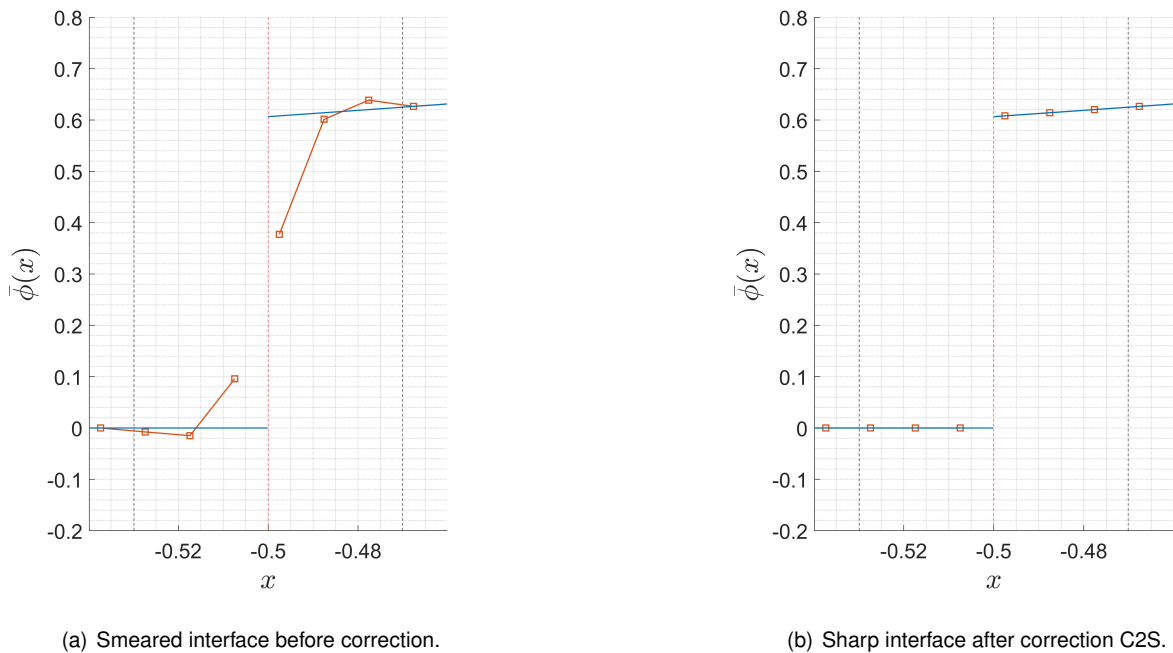 0.8
0.7
0.6
0.5
0.4
0.3
0.2
0.1
0
-0.1
-0.2
-0.52 -0.5 -0.48
x
ϕ̄(x)
(a) Smeared interface before correction.
0.8
0.7
0.6
0.5
0.4
0.3
0.2
0.1
0
-0.1
-0.2
-0.52 -0.5 -0.48
x
ϕ̄(x)
(b) Sharp interface after correction C2S.